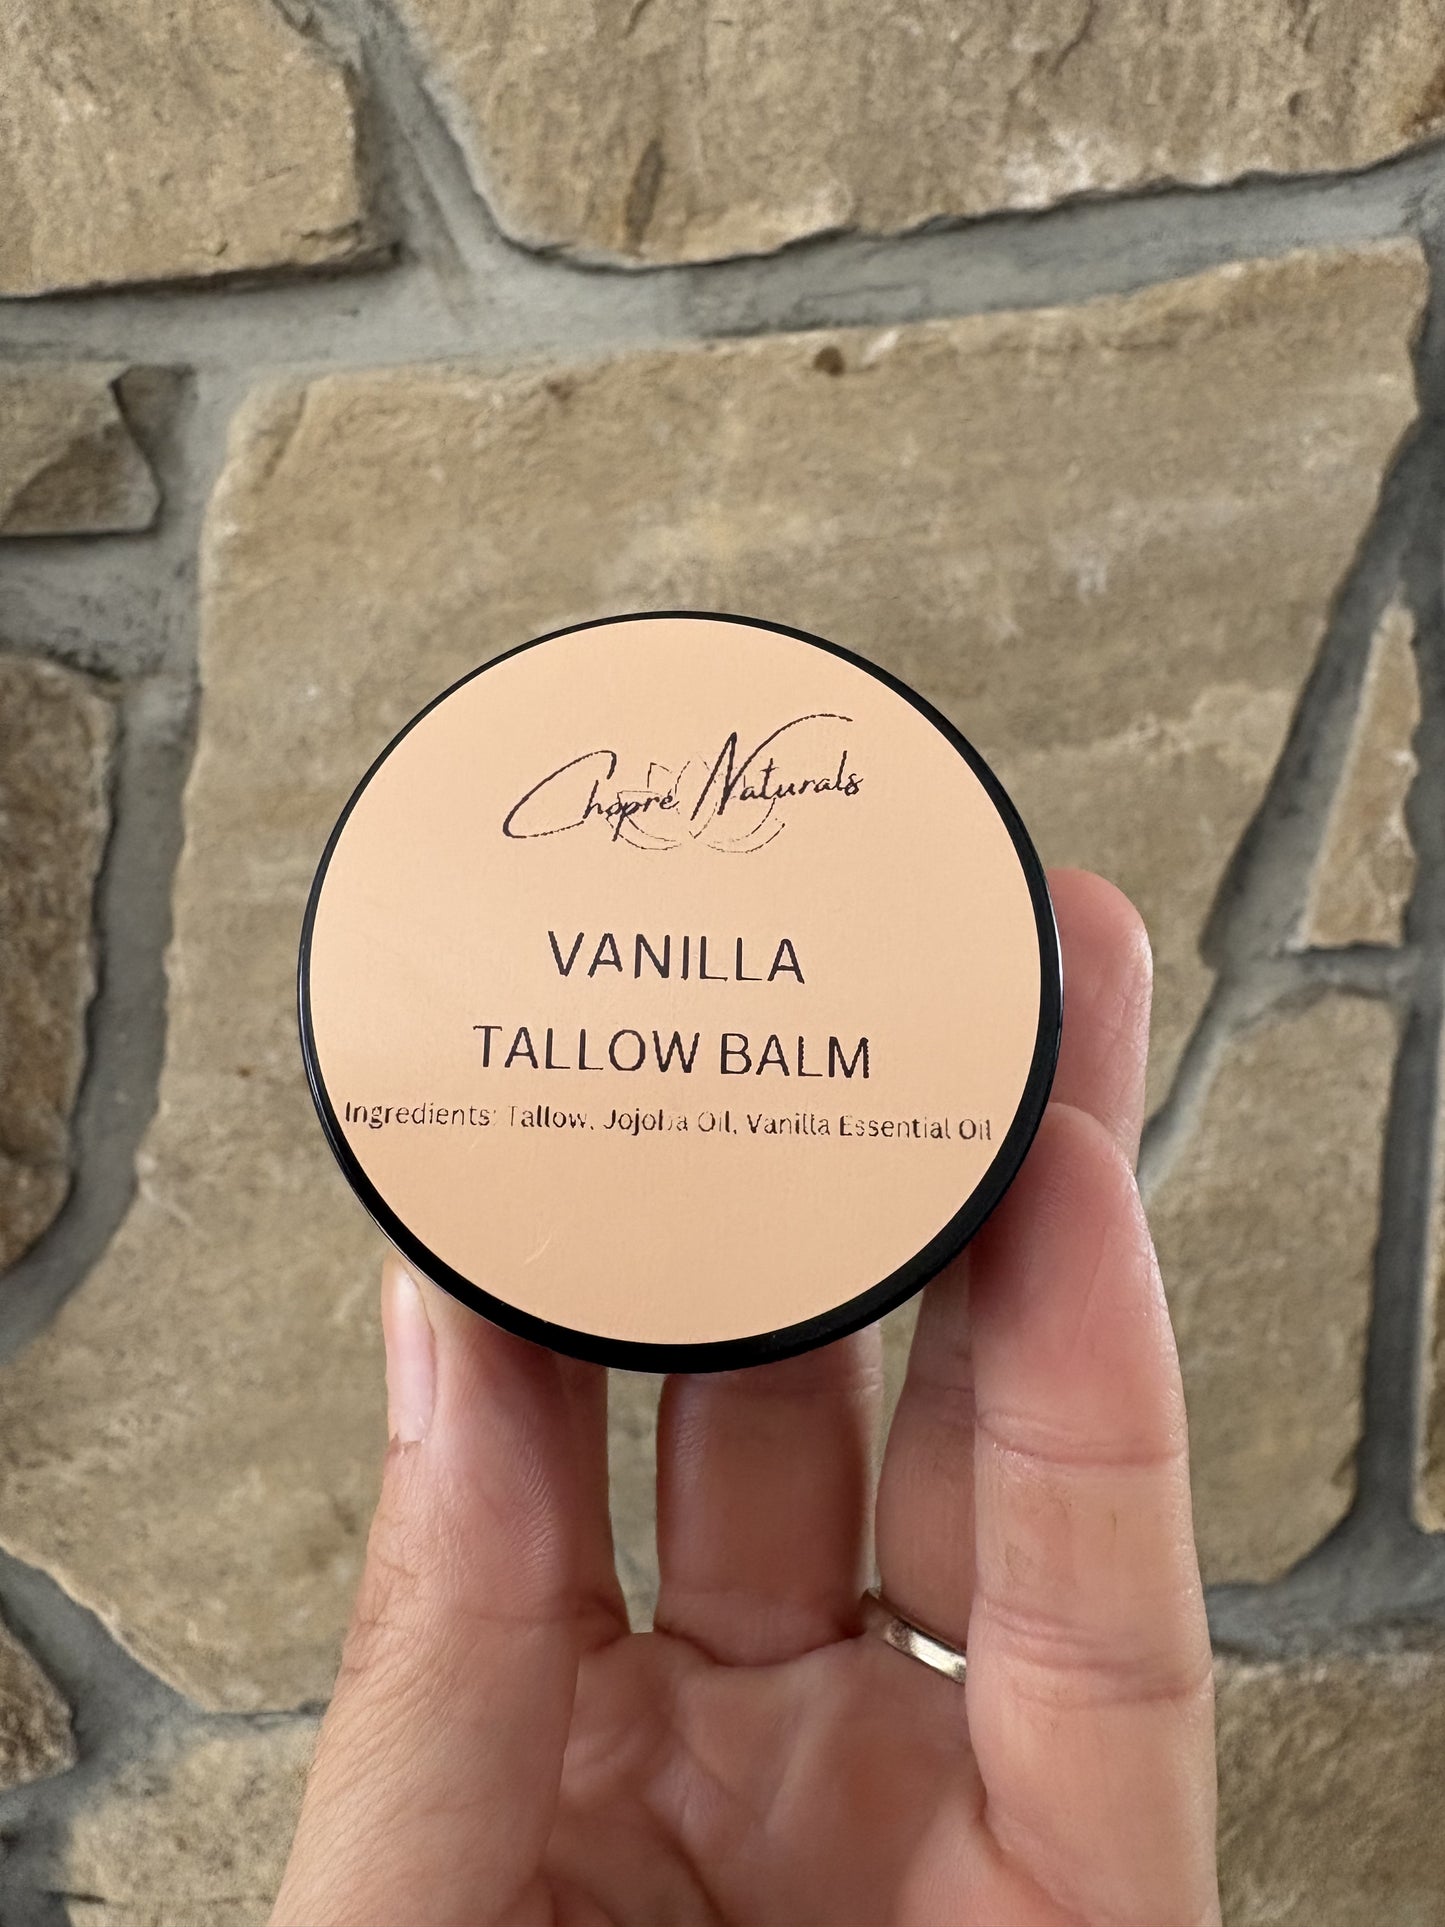 Chopré Naturals
VANILLA
TALLOW BALM
Ingredients: Tallow, Jojoba Oil, Vanilla Essential Oil